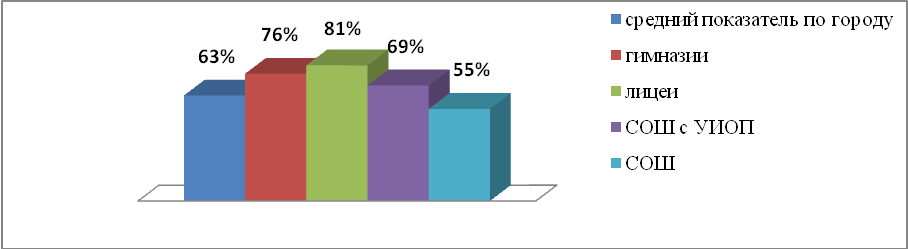 63%
76%
81%
69%
55%
средний показатель по городу
гимназии
лицеи
СОШ с УИОП
СОШ